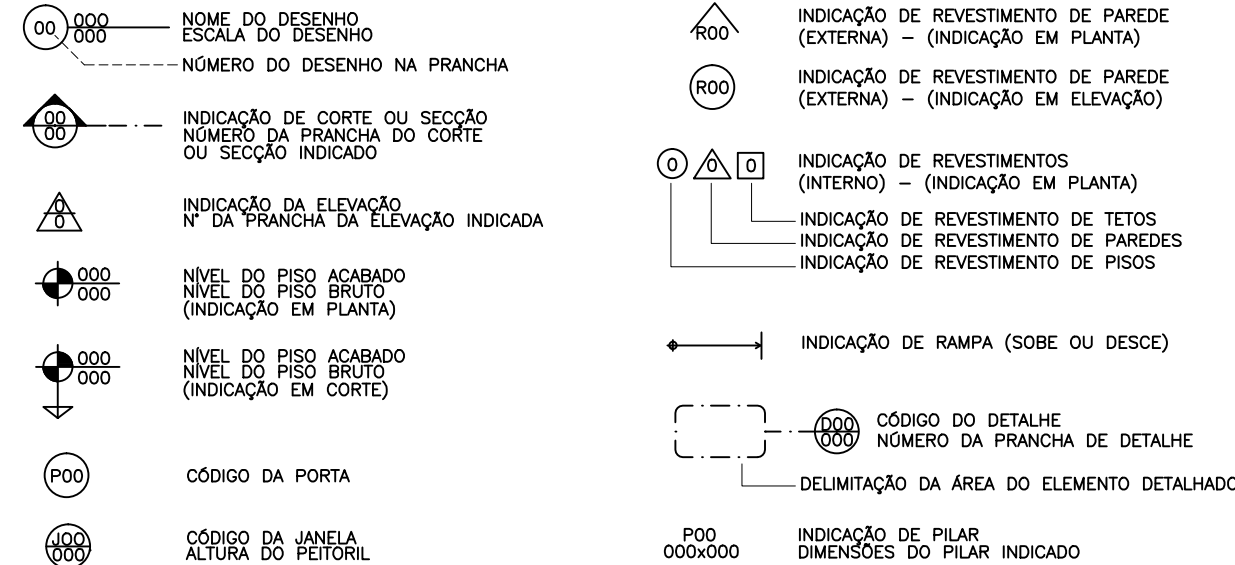 00 000 NOME DO DESENHO
000 ESCALA DO DESENHO
NÚMERO DO DESENHO NA PRANCHA
00 INDICAÇÃO DE CORTE OU SECÇÃO
00 NÚMERO DA PRANCHA DO CORTE
OU SECÇÃO INDICADO
0 INDICAÇÃO DA ELEVAÇÃO
0 N° DA PRANCHA DA ELEVAÇÃO INDICADA
000 NÍVEL DO PISO ACABADO
000 NÍVEL DO PISO BRUTO
(INDICAÇÃO EM PLANTA)
000 NÍVEL DO PISO ACABADO
000 NÍVEL DO PISO BRUTO
(INDICAÇÃO EM CORTE)
P00 CÓDIGO DA PORTA
J00 CÓDIGO DA JANELA
000 ALTURA DO PEITORIL
R00 INDICAÇÃO DE REVESTIMENTO DE PAREDE
(EXTERNA) – (INDICAÇÃO EM PLANTA)
R00 INDICAÇÃO DE REVESTIMENTO DE PAREDE
(EXTERNA) – (INDICAÇÃO EM ELEVAÇÃO)
0 0 0 INDICAÇÃO DE REVESTIMENTOS
(INTERNO) – (INDICAÇÃO EM PLANTA)
INDICAÇÃO DE REVESTIMENTO DE TETOS
INDICAÇÃO DE REVESTIMENTO DE PAREDES
INDICAÇÃO DE REVESTIMENTO DE PISOS
INDICAÇÃO DE RAMPA (SOBE OU DESCE)
D00 CÓDIGO DO DETALHE
000 NÚMERO DA PRANCHA DE DETALHE
DELIMITAÇÃO DA ÁREA DO ELEMENTO DETALHADO
P00 INDICAÇÃO DE PILAR
000x000 DIMENSÕES DO PILAR INDICADO